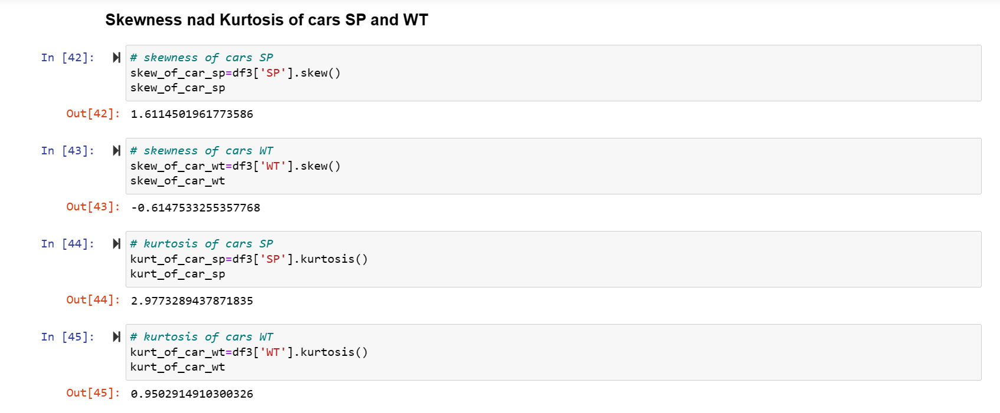 Skewness nad Kurtosis of cars SP and WT
In [42]:
# skewness of cars SP
skew_of_car_sp=df3['SP'].skew()
skew_of_car_sp
Out[42]: 1.6114501961773586
In [43]:
# skewness of cars WT
skew_of_car_wt=df3['WT'].skew()
skew_of_car_wt
Out[43]: -0.6147533255357768
In [44]:
# kurtosis of cars SP
kurt_of_car_sp=df3['SP'].kurtosis()
kurt_of_car_sp
Out[44]: 2.9773289437871835
In [45]:
# kurtosis of cars WT
kurt_of_car_wt=df3['WT'].kurtosis()
kurt_of_car_wt
Out[45]: 0.9502914910300326